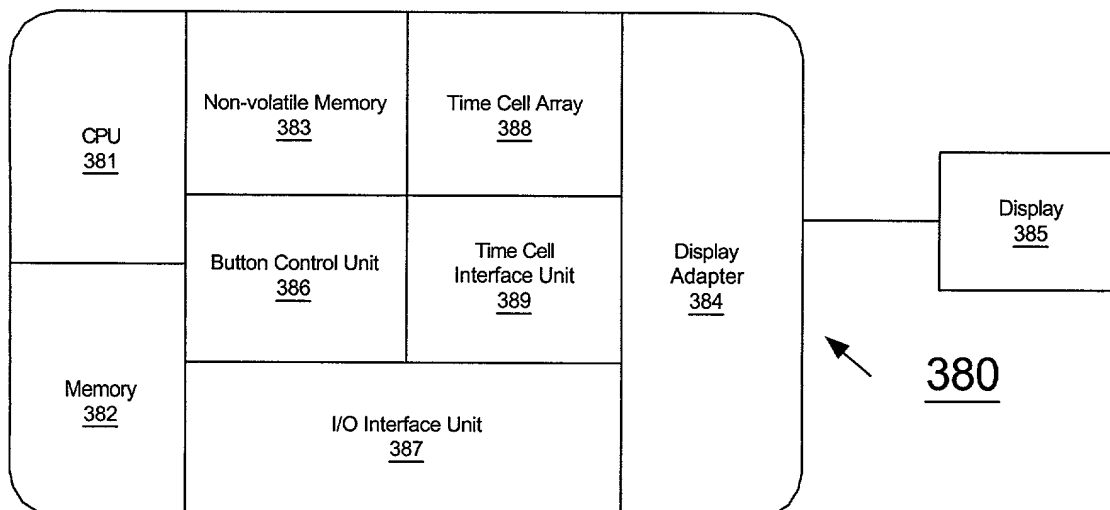 CPU
381
Memory
382
Non-volatile Memory
383
Time Cell Array
388
Button Control Unit
386
Time Cell
Interface Unit
389
I/O Interface Unit
387
Display
Adapter
384
Display
385
380